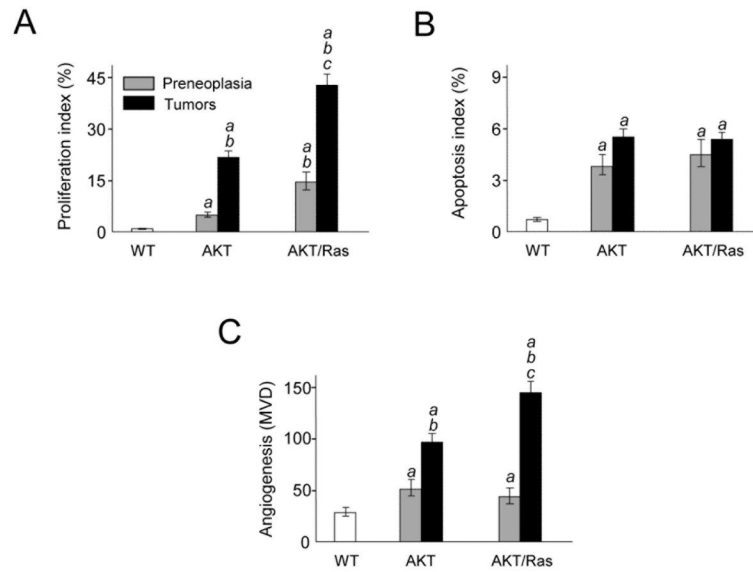 A
Proliferation index (%)
45
30
15
0
Preneoplasia
Tumors
a
a
b
a
b
a
b
c
WT
AKT
AKT/Ras
B
Apoptosis index (%)
9
6
3
0
a
a
a
a
WT
AKT
AKT/Ras
C
Angiogenesis (MVD)
150
100
50
0
a
a
b
a
a
b
c
WT
AKT
AKT/Ras